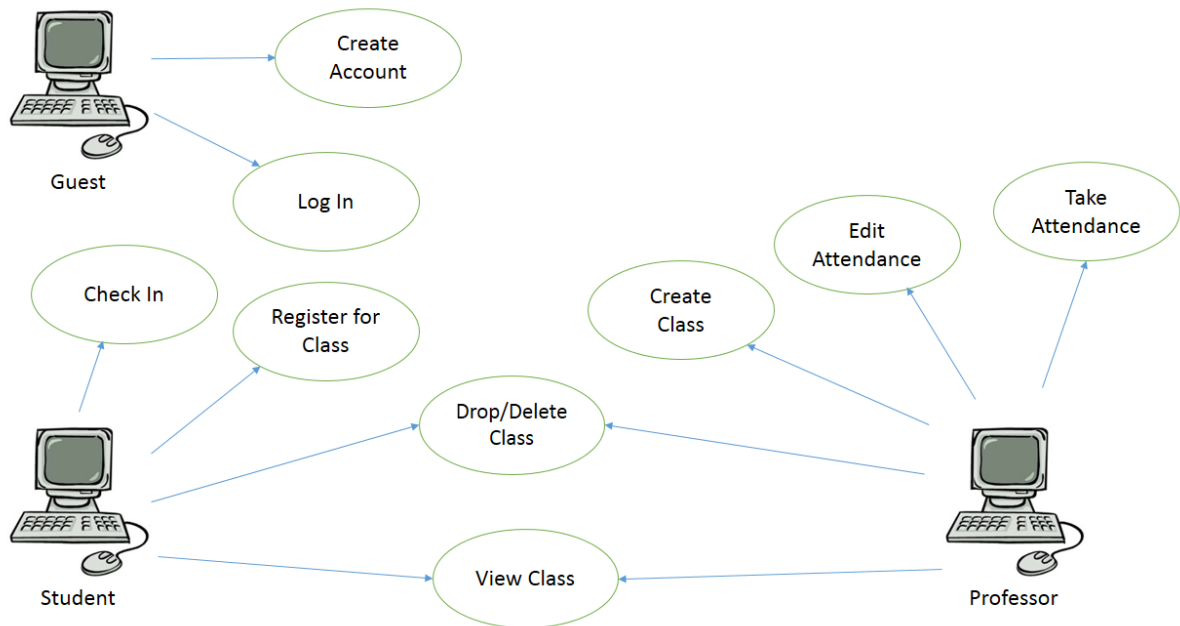 Create
Account
Guest
Log In
Take
Attendance
Edit
Attendance
Check In
Register for
Class
Create
Class
Drop/Delete
Class
View Class
Student
Professor